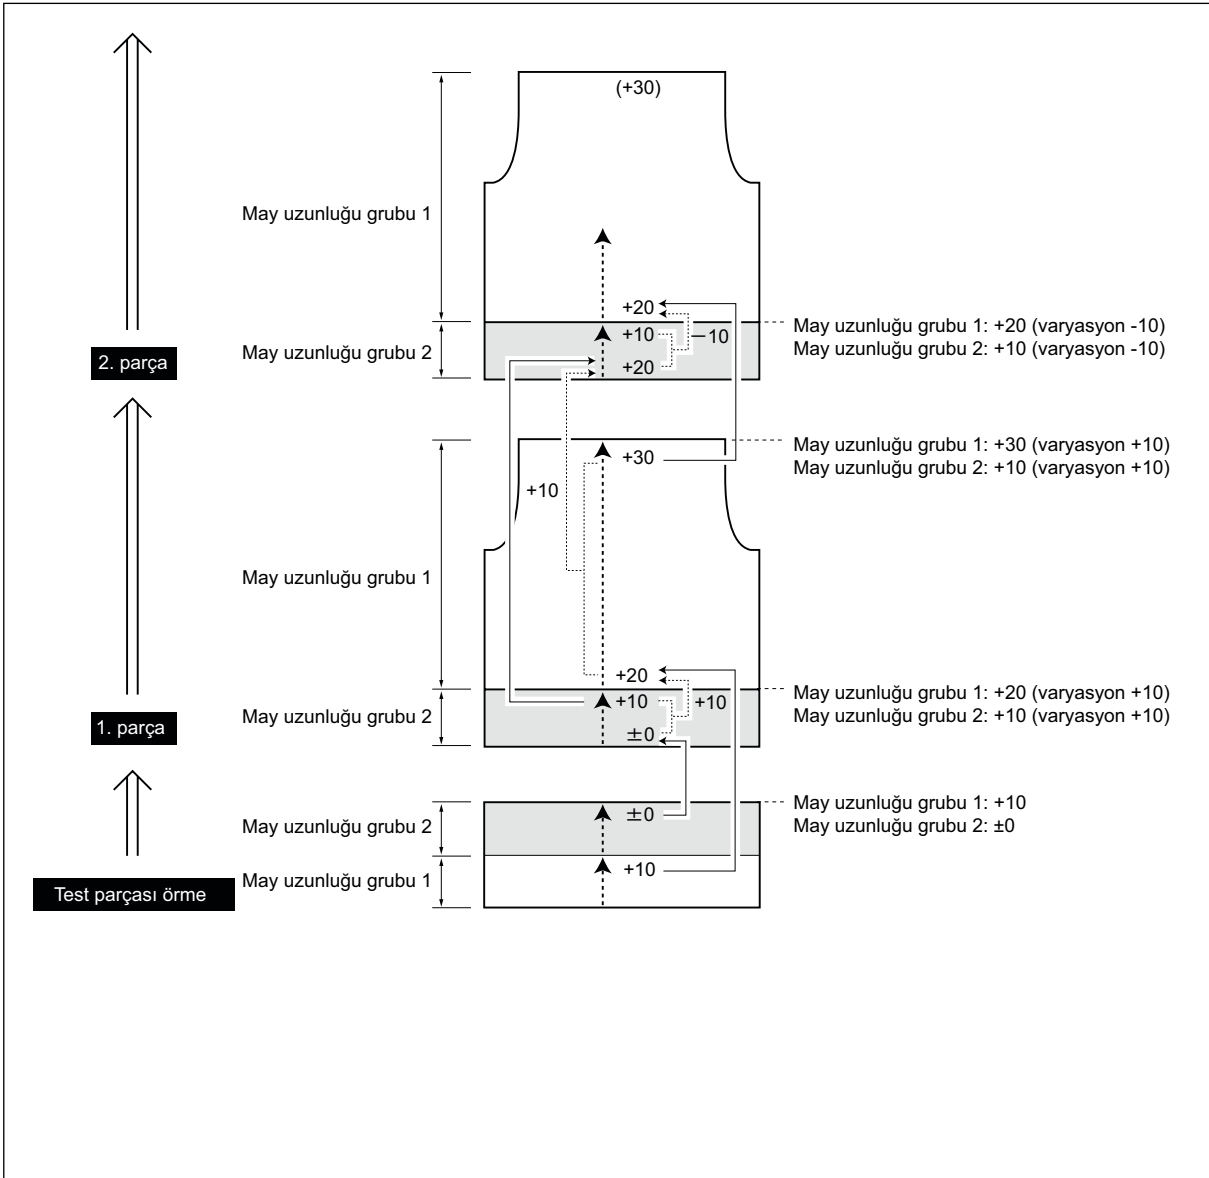 (+30)
May uzunluğu grubu 1
+20
May uzunluğu grubu 1: +20 (varyasyon -10)
+10
-10
May uzunluğu grubu 2
May uzunluğu grubu 2: +10 (varyasyon -10)
2. parça
+20
May uzunluğu grubu 1: +30 (varyasyon +10)
+30
May uzunluğu grubu 2: +10 (varyasyon +10)
+10
May uzunluğu grubu 1
+20
May uzunluğu grubu 1: +20 (varyasyon +10)
+10
+10
May uzunluğu grubu 2
May uzunluğu grubu 2: +10 (varyasyon +10)
1. parça
±0
May uzunluğu grubu 1: +10
±0
May uzunluğu grubu 2
May uzunluğu grubu 2: ±0
+10
May uzunluğu grubu 1
Test parçası örme